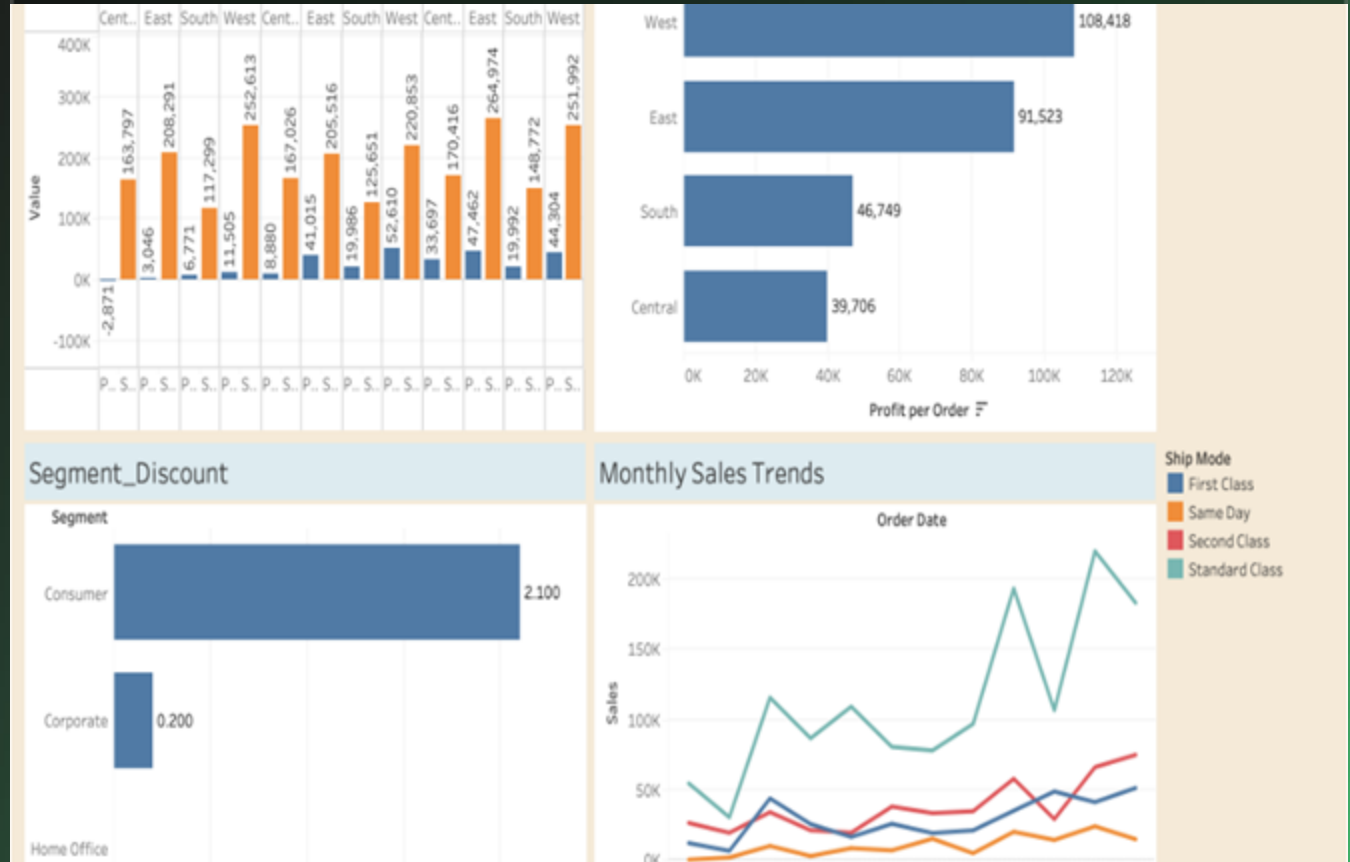 Cent.. East South West Cent.. East South West Cent.. East South West
400K
300K
200K
100K
0K
-100K
Value
-2,871
163,797
3,046
208,291
6,771
117,299
11,505
252,613
8,880
167,026
41,015
205,516
19,986
125,651
52,610
220,853
33,697
170,416
47,462
264,974
19,992
148,772
44,304
251,992
P.. S.. P.. S.. P.. S.. P.. S.. P.. S.. P.. S.. P.. S.. P.. S.. P.. S.. P.. S.. P.. S.. P.. S..
West 108,418
East 91,523
South 46,749
Central 39,706
0K 20K 40K 60K 80K 100K 120K
Profit per Order
Segment_Discount
Segment
Consumer 2.100
Corporate 0.200
Home Office
Monthly Sales Trends
Order Date
200K
150K
100K
50K
0K
Sales
Ship Mode
First Class
Same Day
Second Class
Standard Class